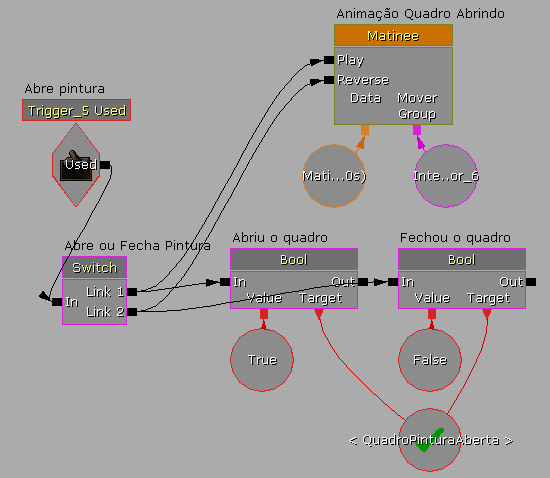 Animação Quadro Abrindo
Matinee
Play
Reverse
Data Mover
Group
Mati...0s)
Inte..or_6
Abre pintura
Trigger_5 Used
Used
Abre ou Fecha Pintura
Switch
In
Link 1
Link 2
Abriu o quadro
Bool
In Out
Value Target
True
Fechou o quadro
Bool
In Out
Value Target
False
< QuadroPinturaAberta >